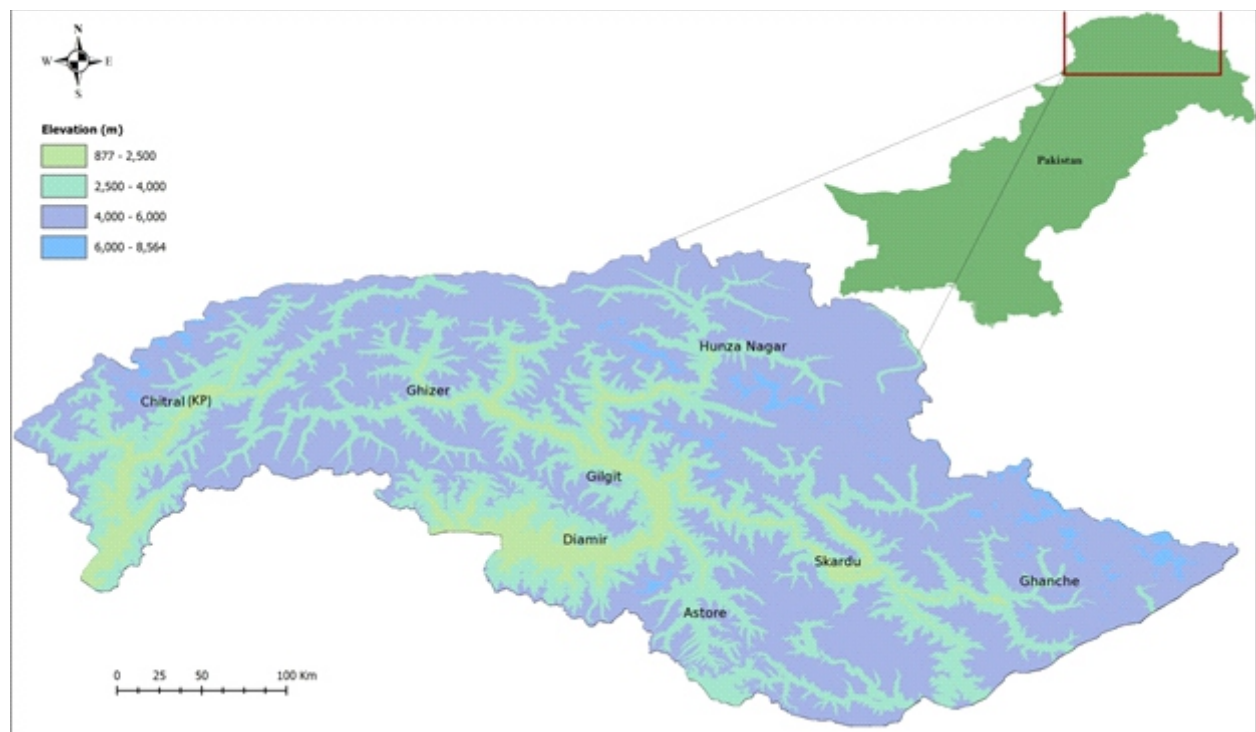 N
W E
S
Elevation (m)
877 - 2,500
2,500 - 4,000
4,000 - 6,000
6,000 - 8,564
Pakistan
Hunza Nagar
Ghizer
Chitral (KP)
Gilgit
Diamir
Skardu
Ghanche
Astore
0 25 50 100 Km